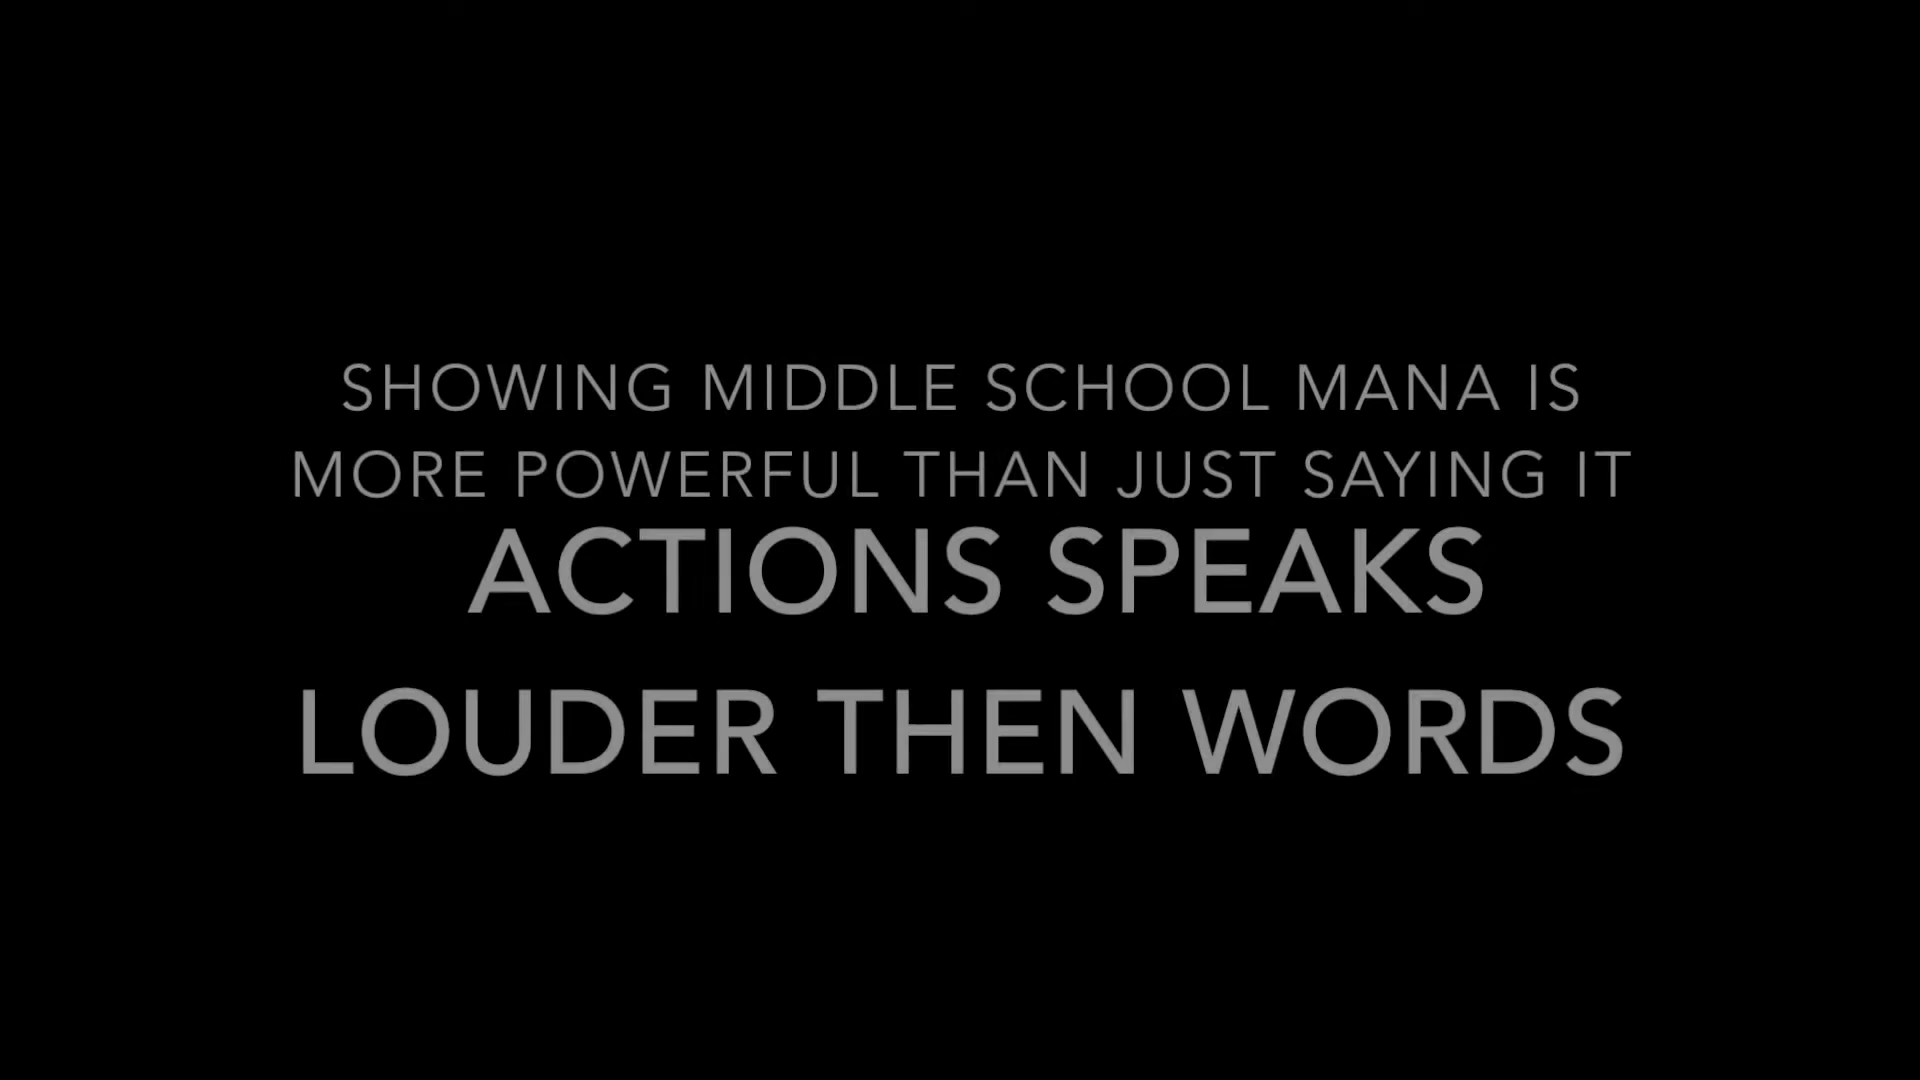 SHOWING MIDDLE SCHOOL MANA IS
MORE POWERFUL THAN JUST SAYING IT
ACTIONS SPEAKS
LOUDER THEN WORDS